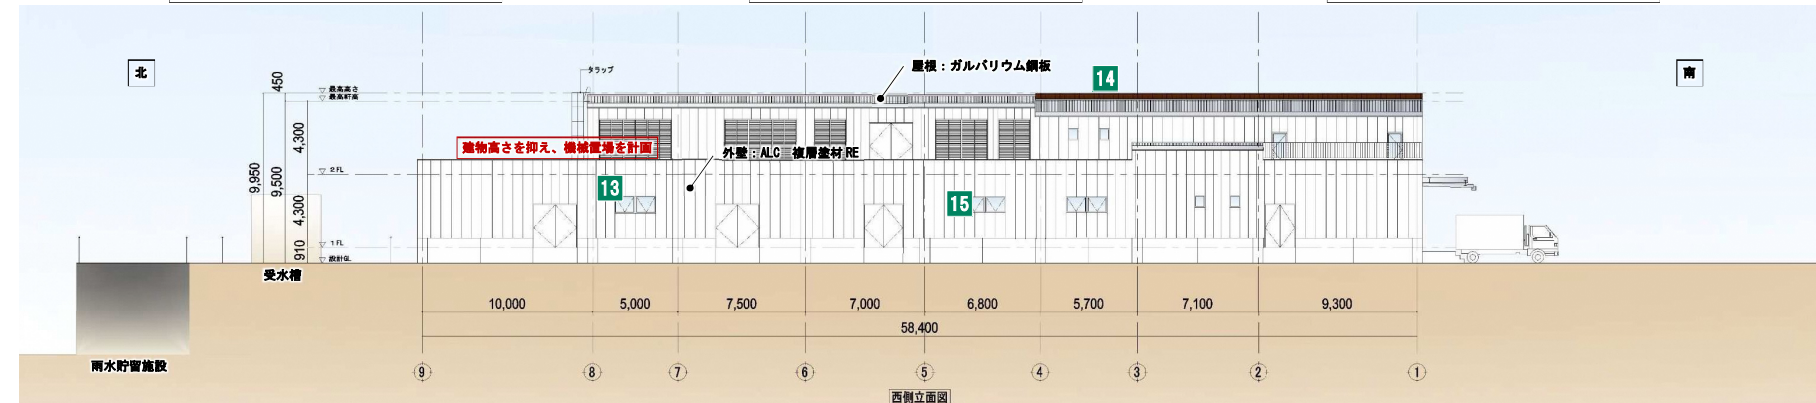 北
南
タラップ
屋根：ガルバリウム鋼板
14
450
最高高さ
最高軒高
4,300
建物高さを抑え、機械置場を計画
外壁：ALC 複層塗材RE
9,950
9,500
2FL
13
15
4,300
910
1FL
設計GL
受水槽
10,000
5,000
7,500
7,000
6,800
5,700
7,100
9,300
58,400
雨水貯留施設
9
8
7
6
5
4
3
2
1
西側立面図